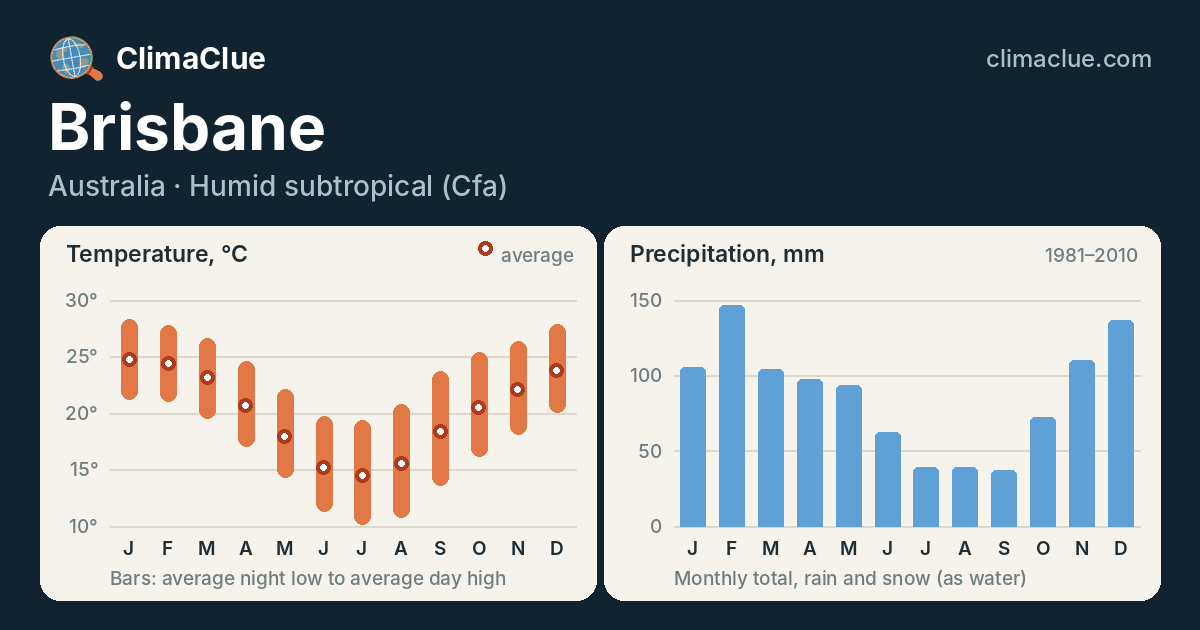 ClimaClue
climaclue.com
Brisbane
Australia · Humid subtropical (Cfa)
Temperature, °C
average
30°
25°
20°
15°
10°
J F M A M J J A S O N D
Bars: average night low to average day high
Precipitation, mm
1981–2010
150
100
50
0
J F M A M J J A S O N D
Monthly total, rain and snow (as water)